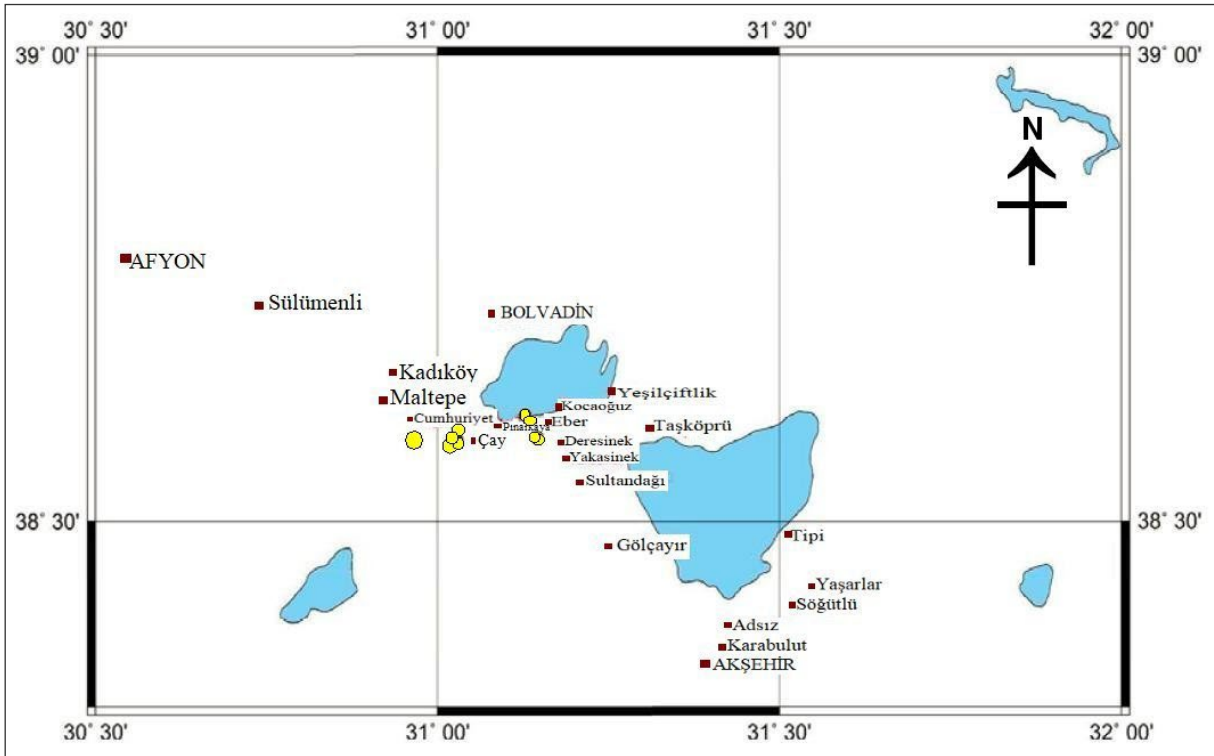 30° 30'
31° 00'
31° 30'
32° 00'
39° 00'
39° 00'
N
AFYON
Sülümenli
BOLVADİN
Kadıköy
Yeşilçiftlik
Maltepe
Kocaoğuz
Cumhuriyet
Eber
Pınarkaya
Taşköprü
Çay
Deresinek
Yakasinek
Sultandağı
38° 30'
38° 30'
Tipi
Gölçayır
Yaşarlar
Söğütlü
Adsız
Karabulut
AKŞEHİR
30° 30'
31° 00'
31° 30'
32° 00'